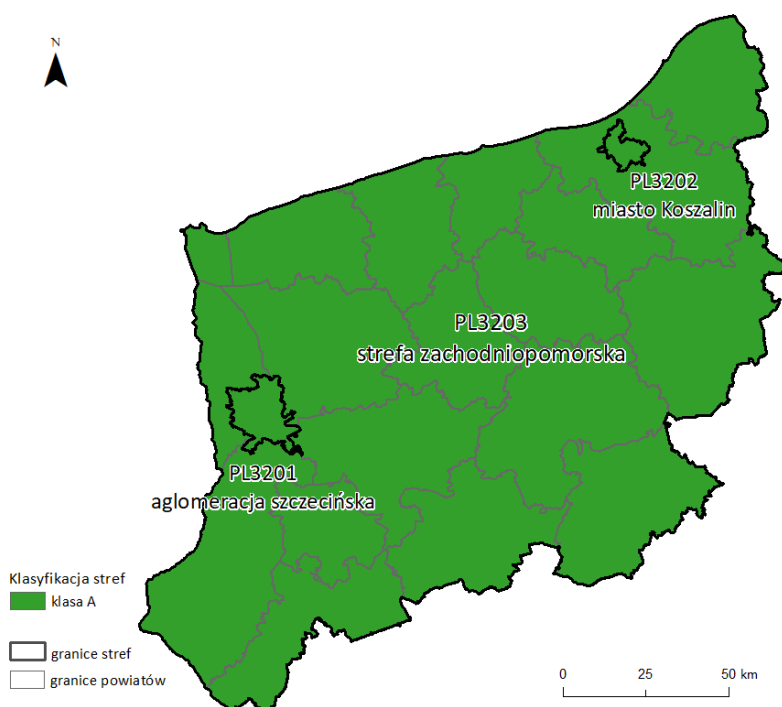 N
PL3202
miasto Koszalin
PL3203
strefa zachodniopomorska
PL3201
aglomeracja szczecińska
Klasyfikacja stref
klasa A
granice stref
granice powiatów
0 25 50 km